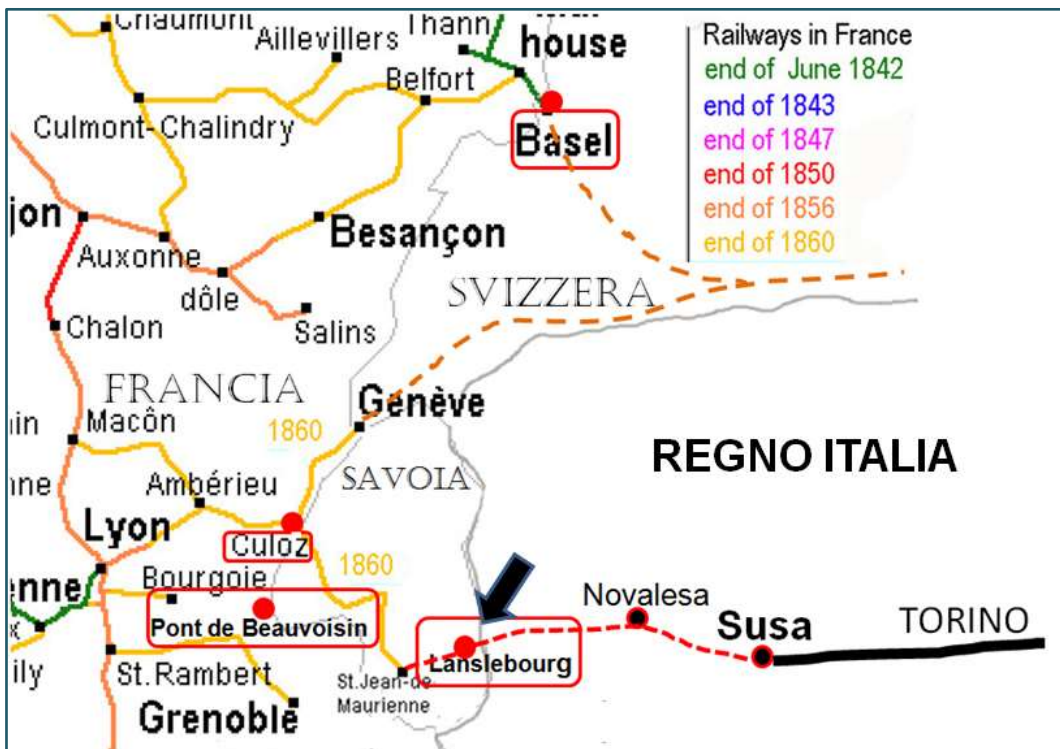 Chaumont
Aillevillers
Thann
house
Railways in France
end of June 1842
end of 1843
end of 1847
end of 1850
end of 1856
end of 1860
Belfort
Culmont-Chalindry
Basel
jon
Besançon
Auxonne
dôle
SVIZZERA
Chalon
Salins
FRANCIA
Genève
Macôn
1860
REGNO ITALIA
SAVOIA
Ambérieu
Lyon
Culoz
1860
Bourgoie
Novalesa
Pont de Beauvoisin
Susa
TORINO
Lanslebourg
St.Rambert
St.Jean-de-
Maurienne
Grenoble